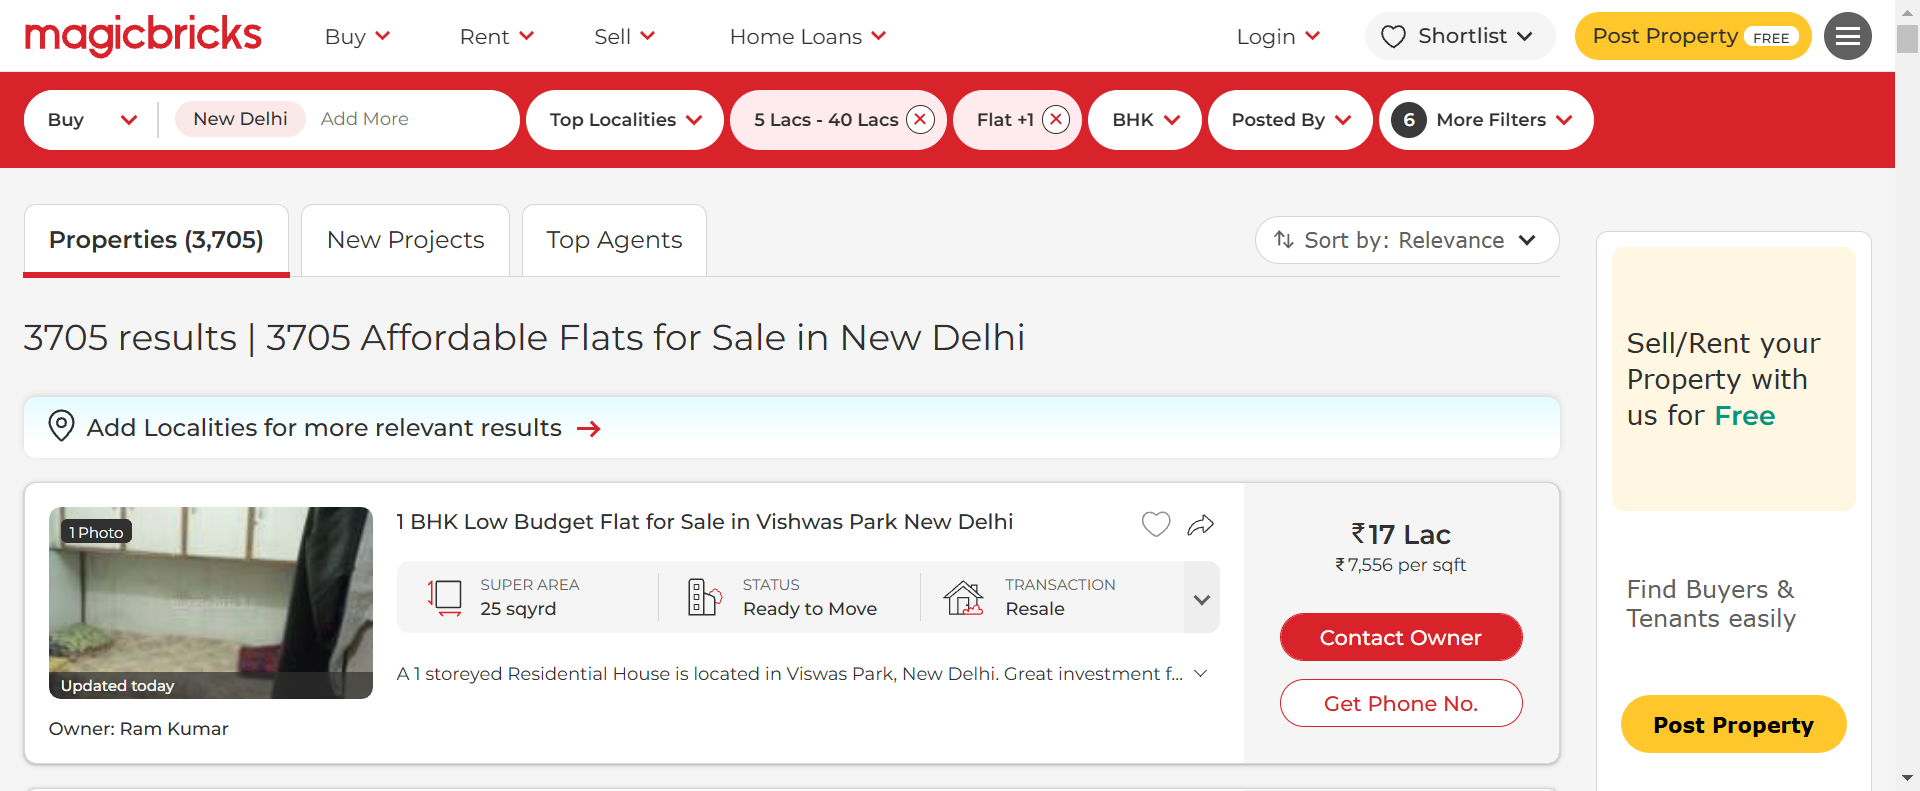 magicbricks
Buy
Rent
Sell
Home Loans
Login
Shortlist
Post Property FREE
Buy
New Delhi
Add More
Top Localities
5 Lacs - 40 Lacs
Flat +1
BHK
Posted By
6 More Filters
Properties (3,705)
New Projects
Top Agents
Sort by: Relevance
3705 results | 3705 Affordable Flats for Sale in New Delhi
Add Localities for more relevant results
1 Photo
Updated today
Owner: Ram Kumar
1 BHK Low Budget Flat for Sale in Vishwas Park New Delhi
SUPER AREA
25 sqyrd
STATUS
Ready to Move
TRANSACTION
Resale
A 1 storeyed Residential House is located in Viswas Park, New Delhi. Great investment f...
₹17 Lac
₹7,556 per sqft
Contact Owner
Get Phone No.
Sell/Rent your
Property with
us for Free
Find Buyers &
Tenants easily
Post Property